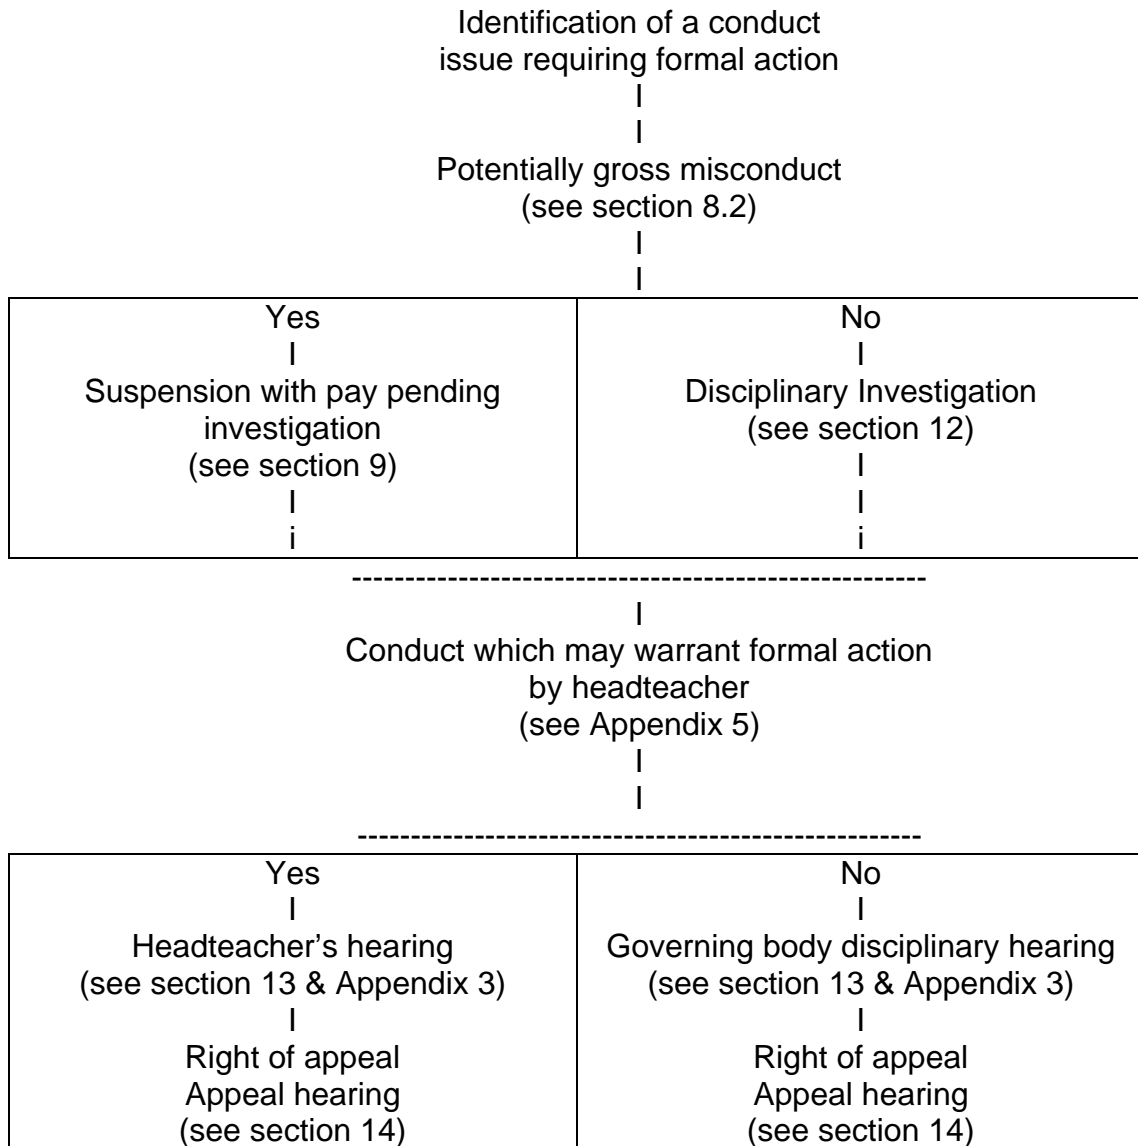 Identification of a conduct
issue requiring formal action
I
I
Potentially gross misconduct
(see section 8.2)
I
I
Yes
I
Suspension with pay pending
investigation
(see section 9)
I
i
No
I
Disciplinary Investigation
(see section 12)
I
I
i
------------------------------------------------------
I
Conduct which may warrant formal action
by headteacher
(see Appendix 5)
I
I
-----------------------------------------------------
Yes
I
Headteacher’s hearing
(see section 13 & Appendix 3)
I
Right of appeal
Appeal hearing
(see section 14)
No
I
Governing body disciplinary hearing
(see section 13 & Appendix 3)
I
Right of appeal
Appeal hearing
(see section 14)